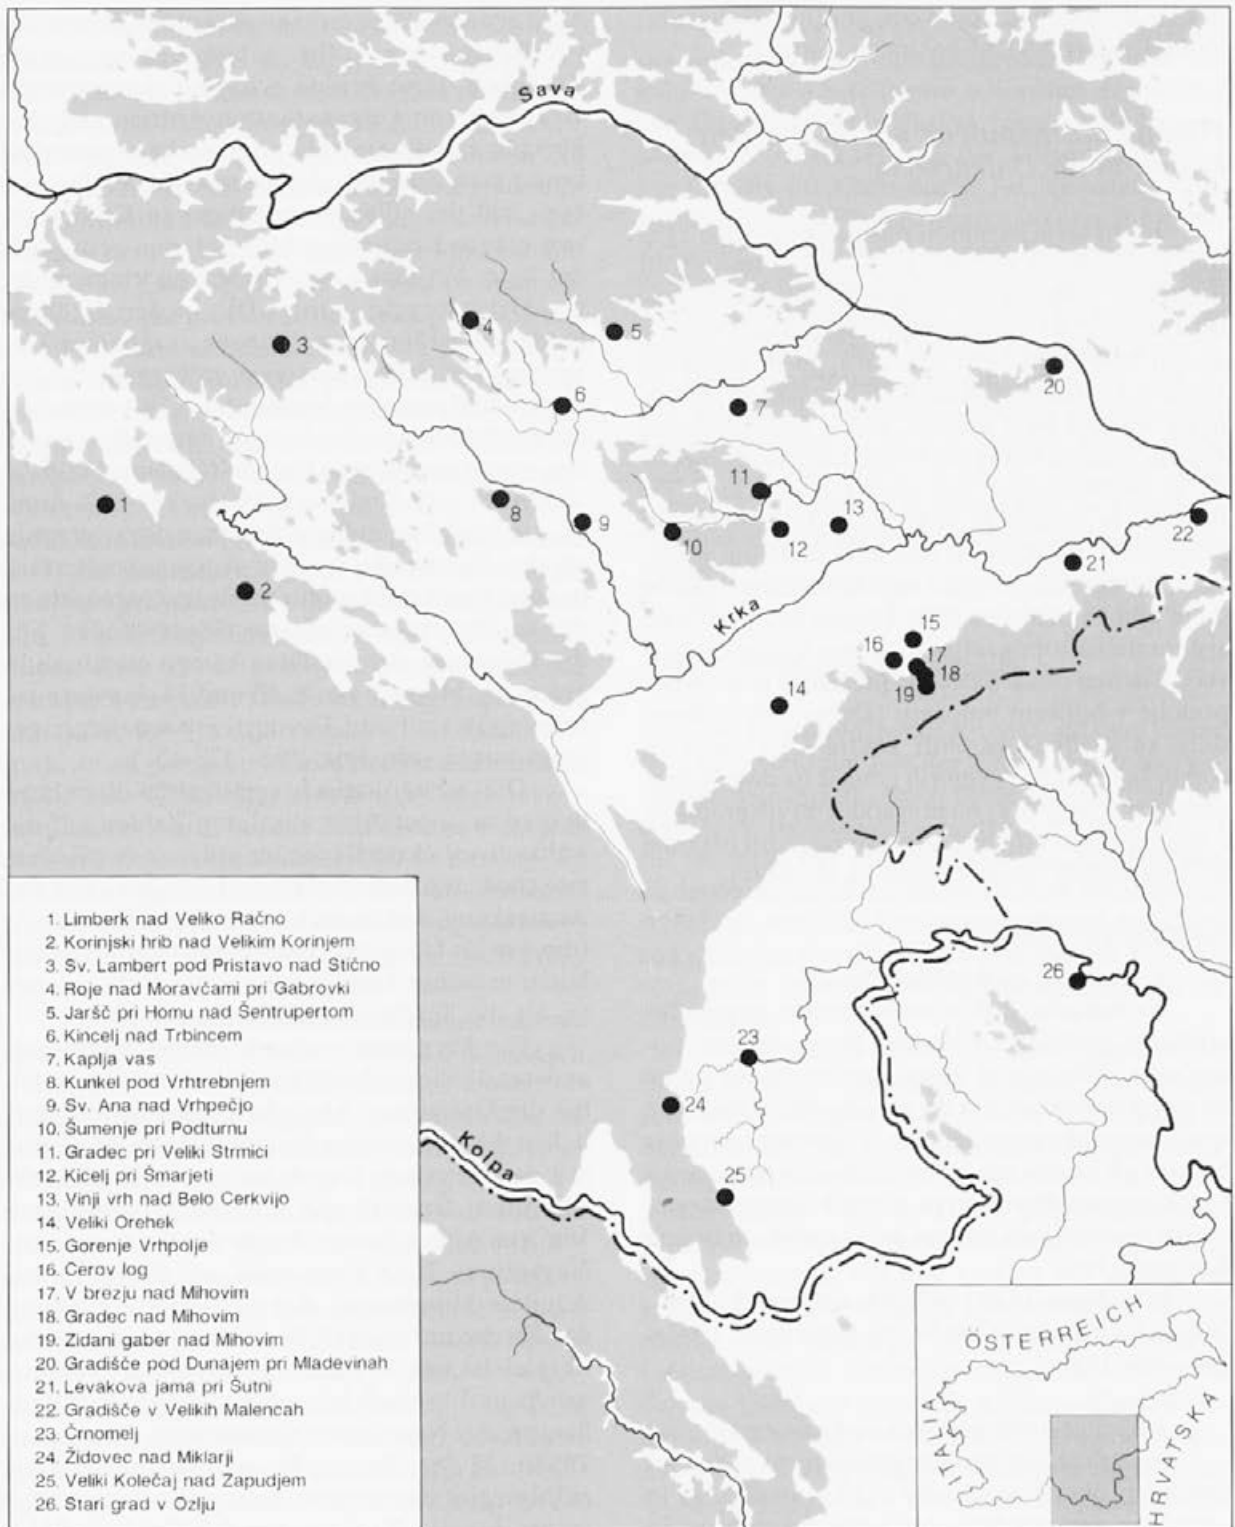 Sava
4
3
5
6
7
20
1
8
9
10
11
12
13
22
21
2
Krka
15
16
17
18
19
14
26
23
24
25
Kolpa
1. Limberk nad Veliko Račno
2. Korinjski hrib nad Velikim Korinjem
3. Sv. Lambert pod Pristavo nad Stično
4. Roje nad Moravčami pri Gabrovki
5. Jaršč pri Homu nad Šentrupertom
6. Kincelj nad Trbincem
7. Kaplja vas
8. Kunkel pod Vrhtrebnjem
9. Sv. Ana nad Vrhpečjo
10. Šumenje pri Podturnu
11. Gradec pri Veliki Strmici
12. Kicelj pri Šmarjeti
13. Vinji vrh nad Belo Cerkvijo
14. Veliki Orehek
15. Gorenje Vrhpolje
16. Cerov log
17. V brezju nad Mihovim
18. Gradec nad Mihovim
19. Zidani gaber nad Mihovim
20. Gradišče pod Dunajem pri Mladevinah
21. Levakova jama pri Šutni
22. Gradišče v Velikih Malencah
23. Črnomelj
24. Židovec nad Miklarji
25. Veliki Kolečaj nad Zapudjem
26. Stari grad v Ozlju
ÖSTERREICH
ITALIA
HRVATSKA